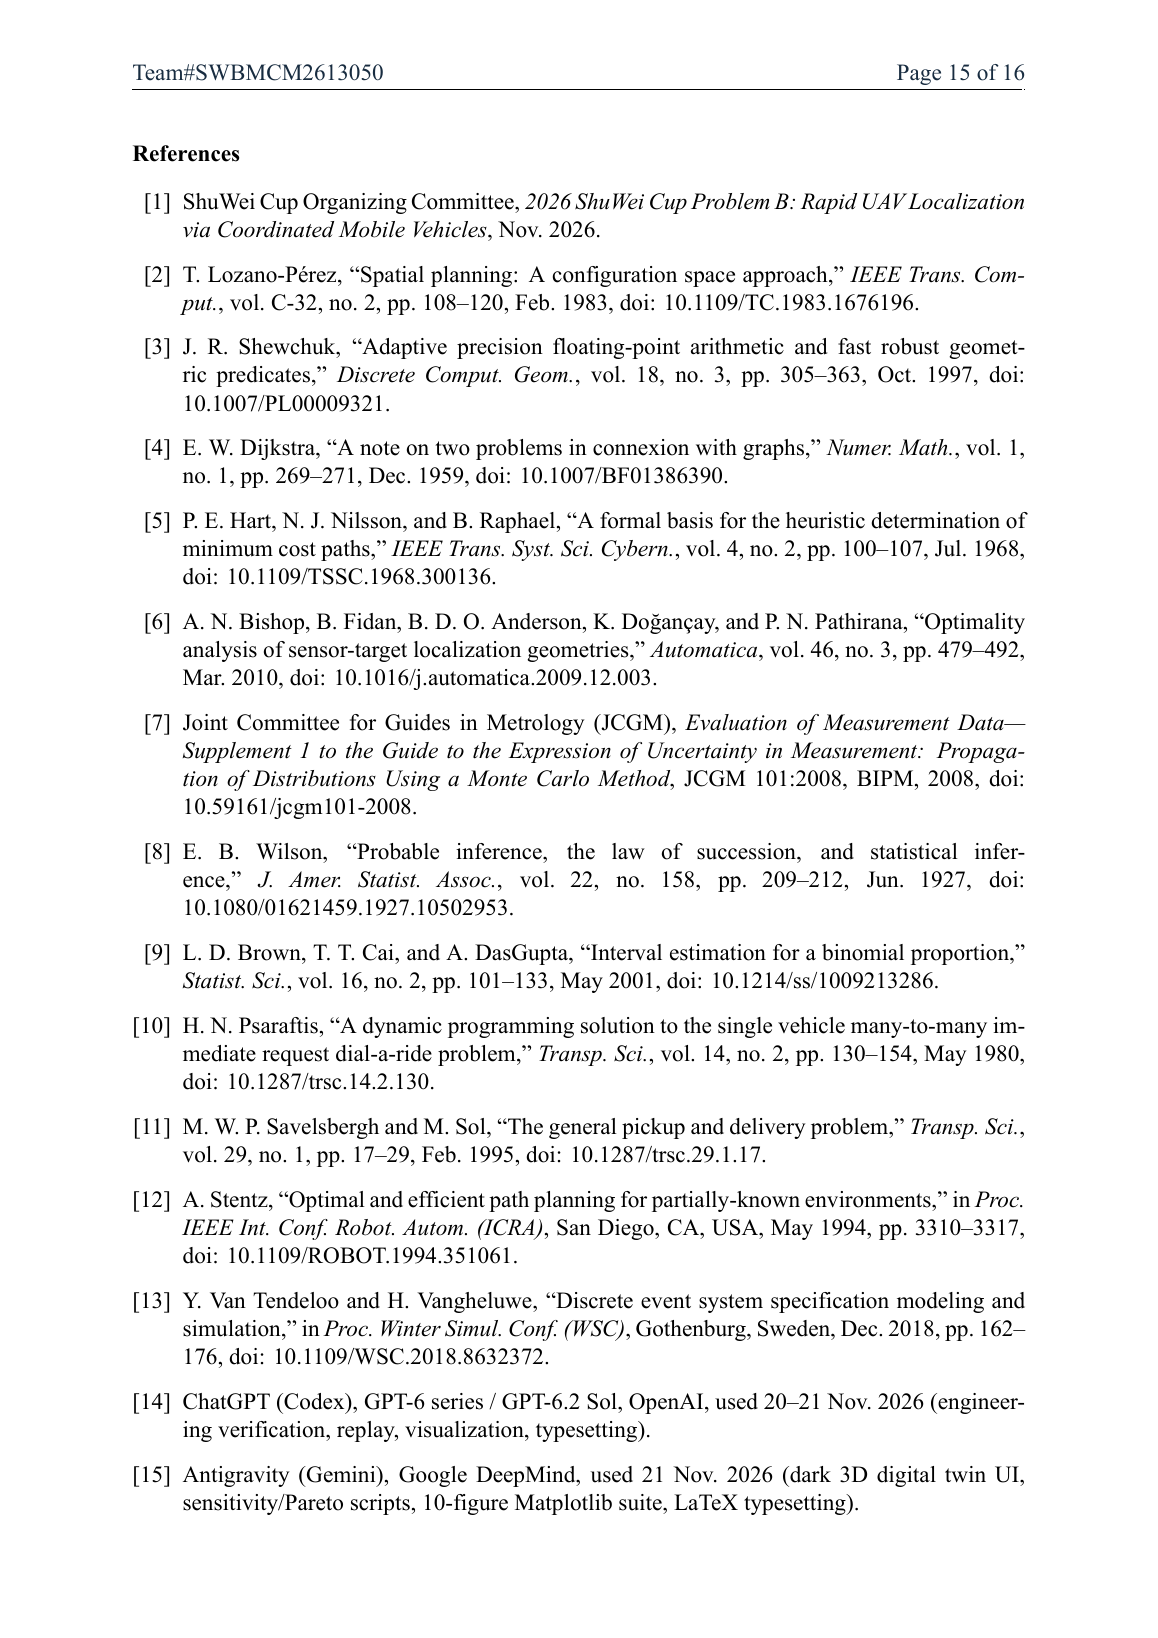 Team#SWBMCM2613050 Page 15 of 16
References
[1] ShuWei Cup Organizing Committee, 2026 ShuWei Cup Problem B: Rapid UAV Localization
via Coordinated Mobile Vehicles, Nov. 2026.
[2] T. Lozano-Pérez, “Spatial planning: A configuration space approach,” IEEE Trans. Com-
put., vol. C-32, no. 2, pp. 108–120, Feb. 1983, doi: 10.1109/TC.1983.1676196.
[3] J. R. Shewchuk, “Adaptive precision floating-point arithmetic and fast robust geomet-
ric predicates,” Discrete Comput. Geom., vol. 18, no. 3, pp. 305–363, Oct. 1997, doi:
10.1007/PL00009321.
[4] E. W. Dijkstra, “A note on two problems in connexion with graphs,” Numer. Math., vol. 1,
no. 1, pp. 269–271, Dec. 1959, doi: 10.1007/BF01386390.
[5] P. E. Hart, N. J. Nilsson, and B. Raphael, “A formal basis for the heuristic determination of
minimum cost paths,” IEEE Trans. Syst. Sci. Cybern., vol. 4, no. 2, pp. 100–107, Jul. 1968,
doi: 10.1109/TSSC.1968.300136.
[6] A. N. Bishop, B. Fidan, B. D. O. Anderson, K. Doğançay, and P. N. Pathirana, “Optimality
analysis of sensor-target localization geometries,” Automatica, vol. 46, no. 3, pp. 479–492,
Mar. 2010, doi: 10.1016/j.automatica.2009.12.003.
[7] Joint Committee for Guides in Metrology (JCGM), Evaluation of Measurement Data—
Supplement 1 to the Guide to the Expression of Uncertainty in Measurement: Propaga-
tion of Distributions Using a Monte Carlo Method, JCGM 101:2008, BIPM, 2008, doi:
10.59161/jcgm101-2008.
[8] E. B. Wilson, “Probable inference, the law of succession, and statistical infer-
ence,” J. Amer. Statist. Assoc., vol. 22, no. 158, pp. 209–212, Jun. 1927, doi:
10.1080/01621459.1927.10502953.
[9] L. D. Brown, T. T. Cai, and A. DasGupta, “Interval estimation for a binomial proportion,”
Statist. Sci., vol. 16, no. 2, pp. 101–133, May 2001, doi: 10.1214/ss/1009213286.
[10] H. N. Psaraftis, “A dynamic programming solution to the single vehicle many-to-many im-
mediate request dial-a-ride problem,” Transp. Sci., vol. 14, no. 2, pp. 130–154, May 1980,
doi: 10.1287/trsc.14.2.130.
[11] M. W. P. Savelsbergh and M. Sol, “The general pickup and delivery problem,” Transp. Sci.,
vol. 29, no. 1, pp. 17–29, Feb. 1995, doi: 10.1287/trsc.29.1.17.
[12] A. Stentz, “Optimal and efficient path planning for partially-known environments,” in Proc.
IEEE Int. Conf. Robot. Autom. (ICRA), San Diego, CA, USA, May 1994, pp. 3310–3317,
doi: 10.1109/ROBOT.1994.351061.
[13] Y. Van Tendeloo and H. Vangheluwe, “Discrete event system specification modeling and
simulation,” in Proc. Winter Simul. Conf. (WSC), Gothenburg, Sweden, Dec. 2018, pp. 162–
176, doi: 10.1109/WSC.2018.8632372.
[14] ChatGPT (Codex), GPT-6 series / GPT-6.2 Sol, OpenAI, used 20–21 Nov. 2026 (engineer-
ing verification, replay, visualization, typesetting).
[15] Antigravity (Gemini), Google DeepMind, used 21 Nov. 2026 (dark 3D digital twin UI,
sensitivity/Pareto scripts, 10-figure Matplotlib suite, LaTeX typesetting).